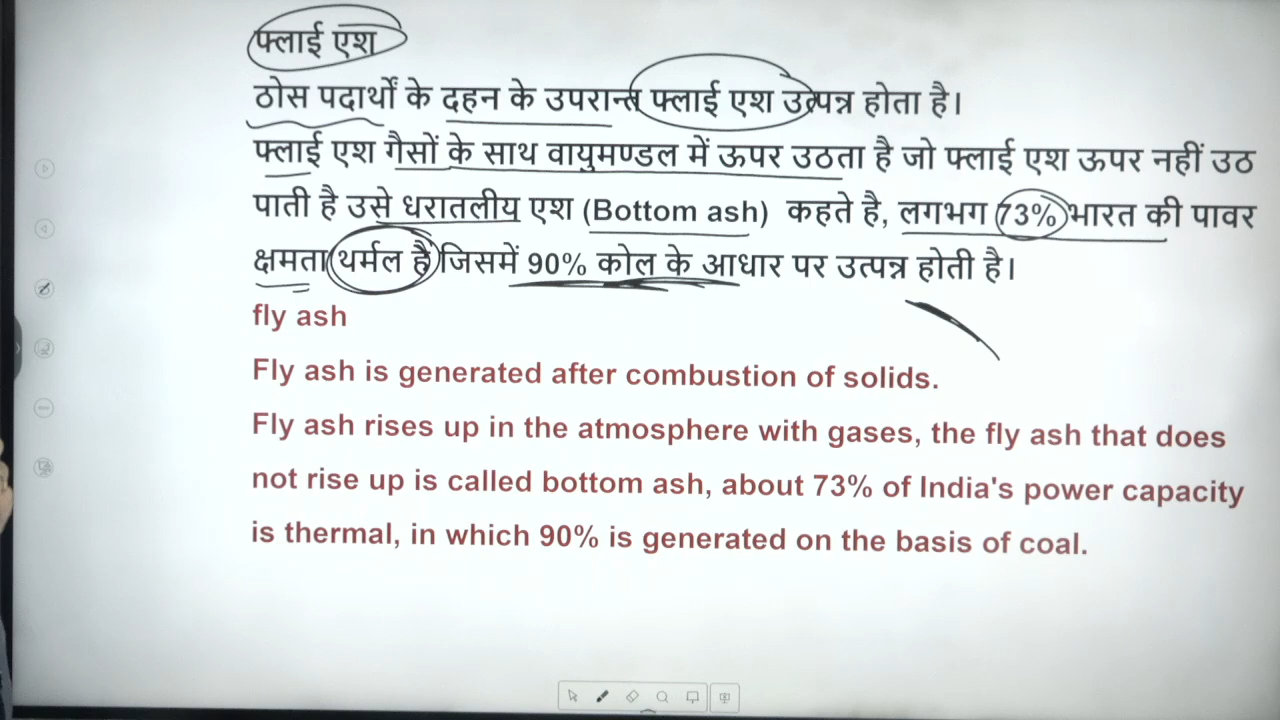 फ्लाई एश
ठोस पदार्थों के दहन के उपरान्त फ्लाई एश उत्पन्न होता है।
फ्लाई एश गैसों के साथ वायुमण्डल में ऊपर उठता है जो फ्लाई एश ऊपर नहीं उठ
पाती है उसे धरातलीय एश (Bottom ash) कहते है, लगभग 73% भारत की पावर
क्षमता थर्मल है जिसमें 90% कोल के आधार पर उत्पन्न होती है।
fly ash
Fly ash is generated after combustion of solids.
Fly ash rises up in the atmosphere with gases, the fly ash that does
not rise up is called bottom ash, about 73% of India's power capacity
is thermal, in which 90% is generated on the basis of coal.